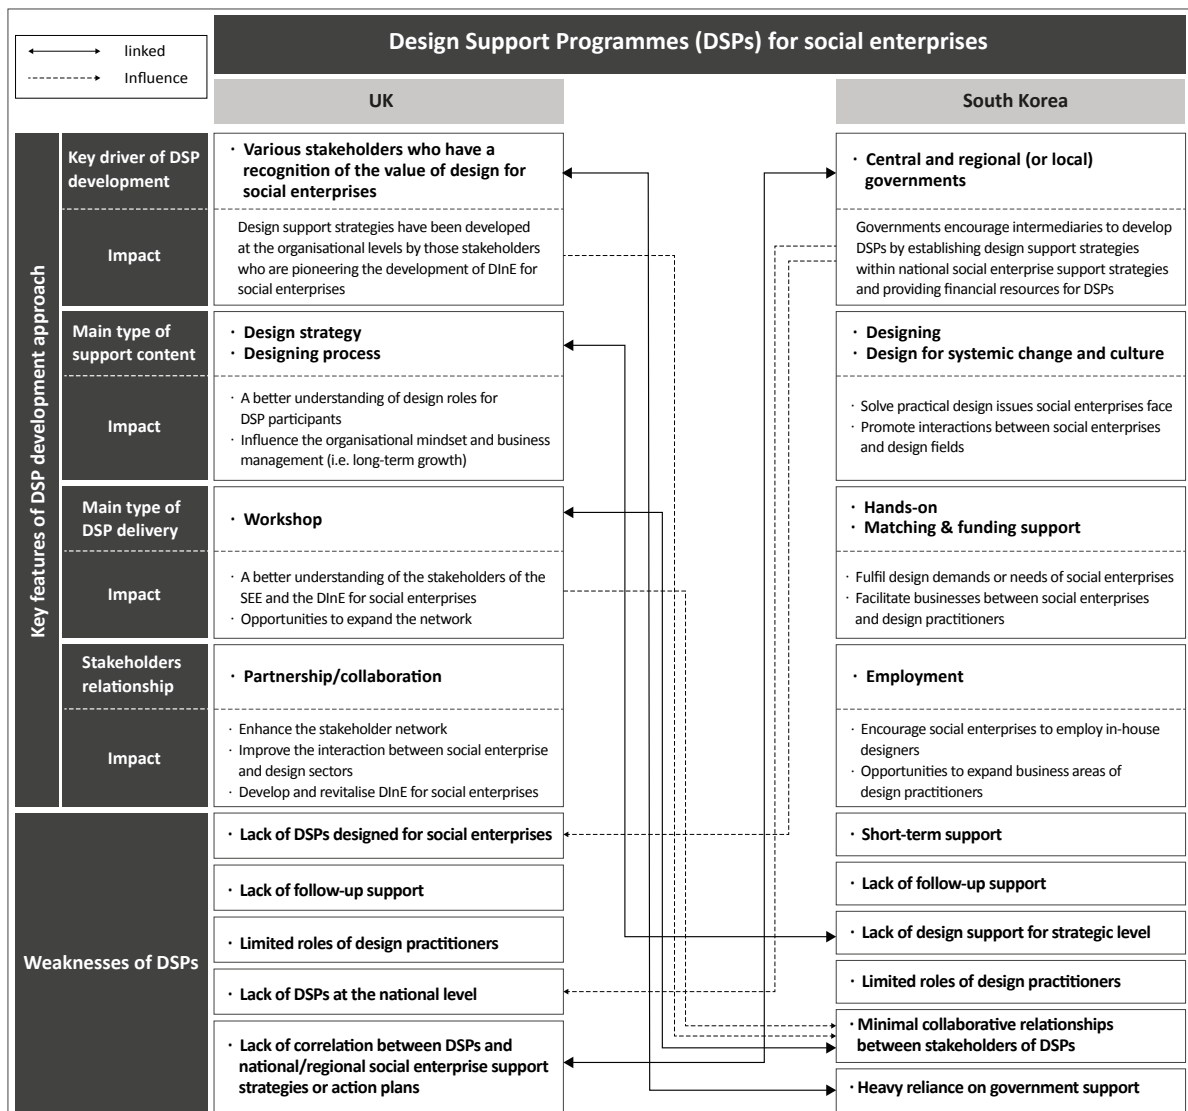 linked
Influence
Design Support Programmes (DSPs) for social enterprises
UK
South Korea
Key features of DSP development approach
Key driver of DSP
development
· Various stakeholders who have a
recognition of the value of design for
social enterprises
· Central and regional (or local)
governments
Impact
Design support strategies have been developed
at the organisational levels by those stakeholders
who are pioneering the development of DInE for
social enterprises
Governments encourage intermediaries to develop
DSPs by establishing design support strategies
within national social enterprise support strategies
and providing financial resources for DSPs
Main type of
support content
· Design strategy
· Designing process
· Designing
· Design for systemic change and culture
Impact
· A better understanding of design roles for
DSP participants
· Influence the organisational mindset and business
management (i.e. long-term growth)
· Solve practical design issues social enterprises face
· Promote interactions between social enterprises
and design fields
Main type of
DSP delivery
· Workshop
· Hands-on
· Matching & funding support
Impact
· A better understanding of the stakeholders of the
SEE and the DInE for social enterprises
· Opportunities to expand the network
· Fulfil design demands or needs of social enterprises
· Facilitate businesses between social enterprises
and design practitioners
Stakeholders
relationship
· Partnership/collaboration
· Employment
Impact
· Enhance the stakeholder network
· Improve the interaction between social enterprise
and design sectors
· Develop and revitalise DInE for social enterprises
· Encourage social enterprises to employ in-house
designers
· Opportunities to expand business areas of
design practitioners
Weaknesses of DSPs
· Lack of DSPs designed for social enterprises
· Lack of follow-up support
· Limited roles of design practitioners
· Lack of DSPs at the national level
· Lack of correlation between DSPs and
national/regional social enterprise support
strategies or action plans
· Short-term support
· Lack of follow-up support
· Lack of design support for strategic level
· Limited roles of design practitioners
· Minimal collaborative relationships
between stakeholders of DSPs
· Heavy reliance on government support